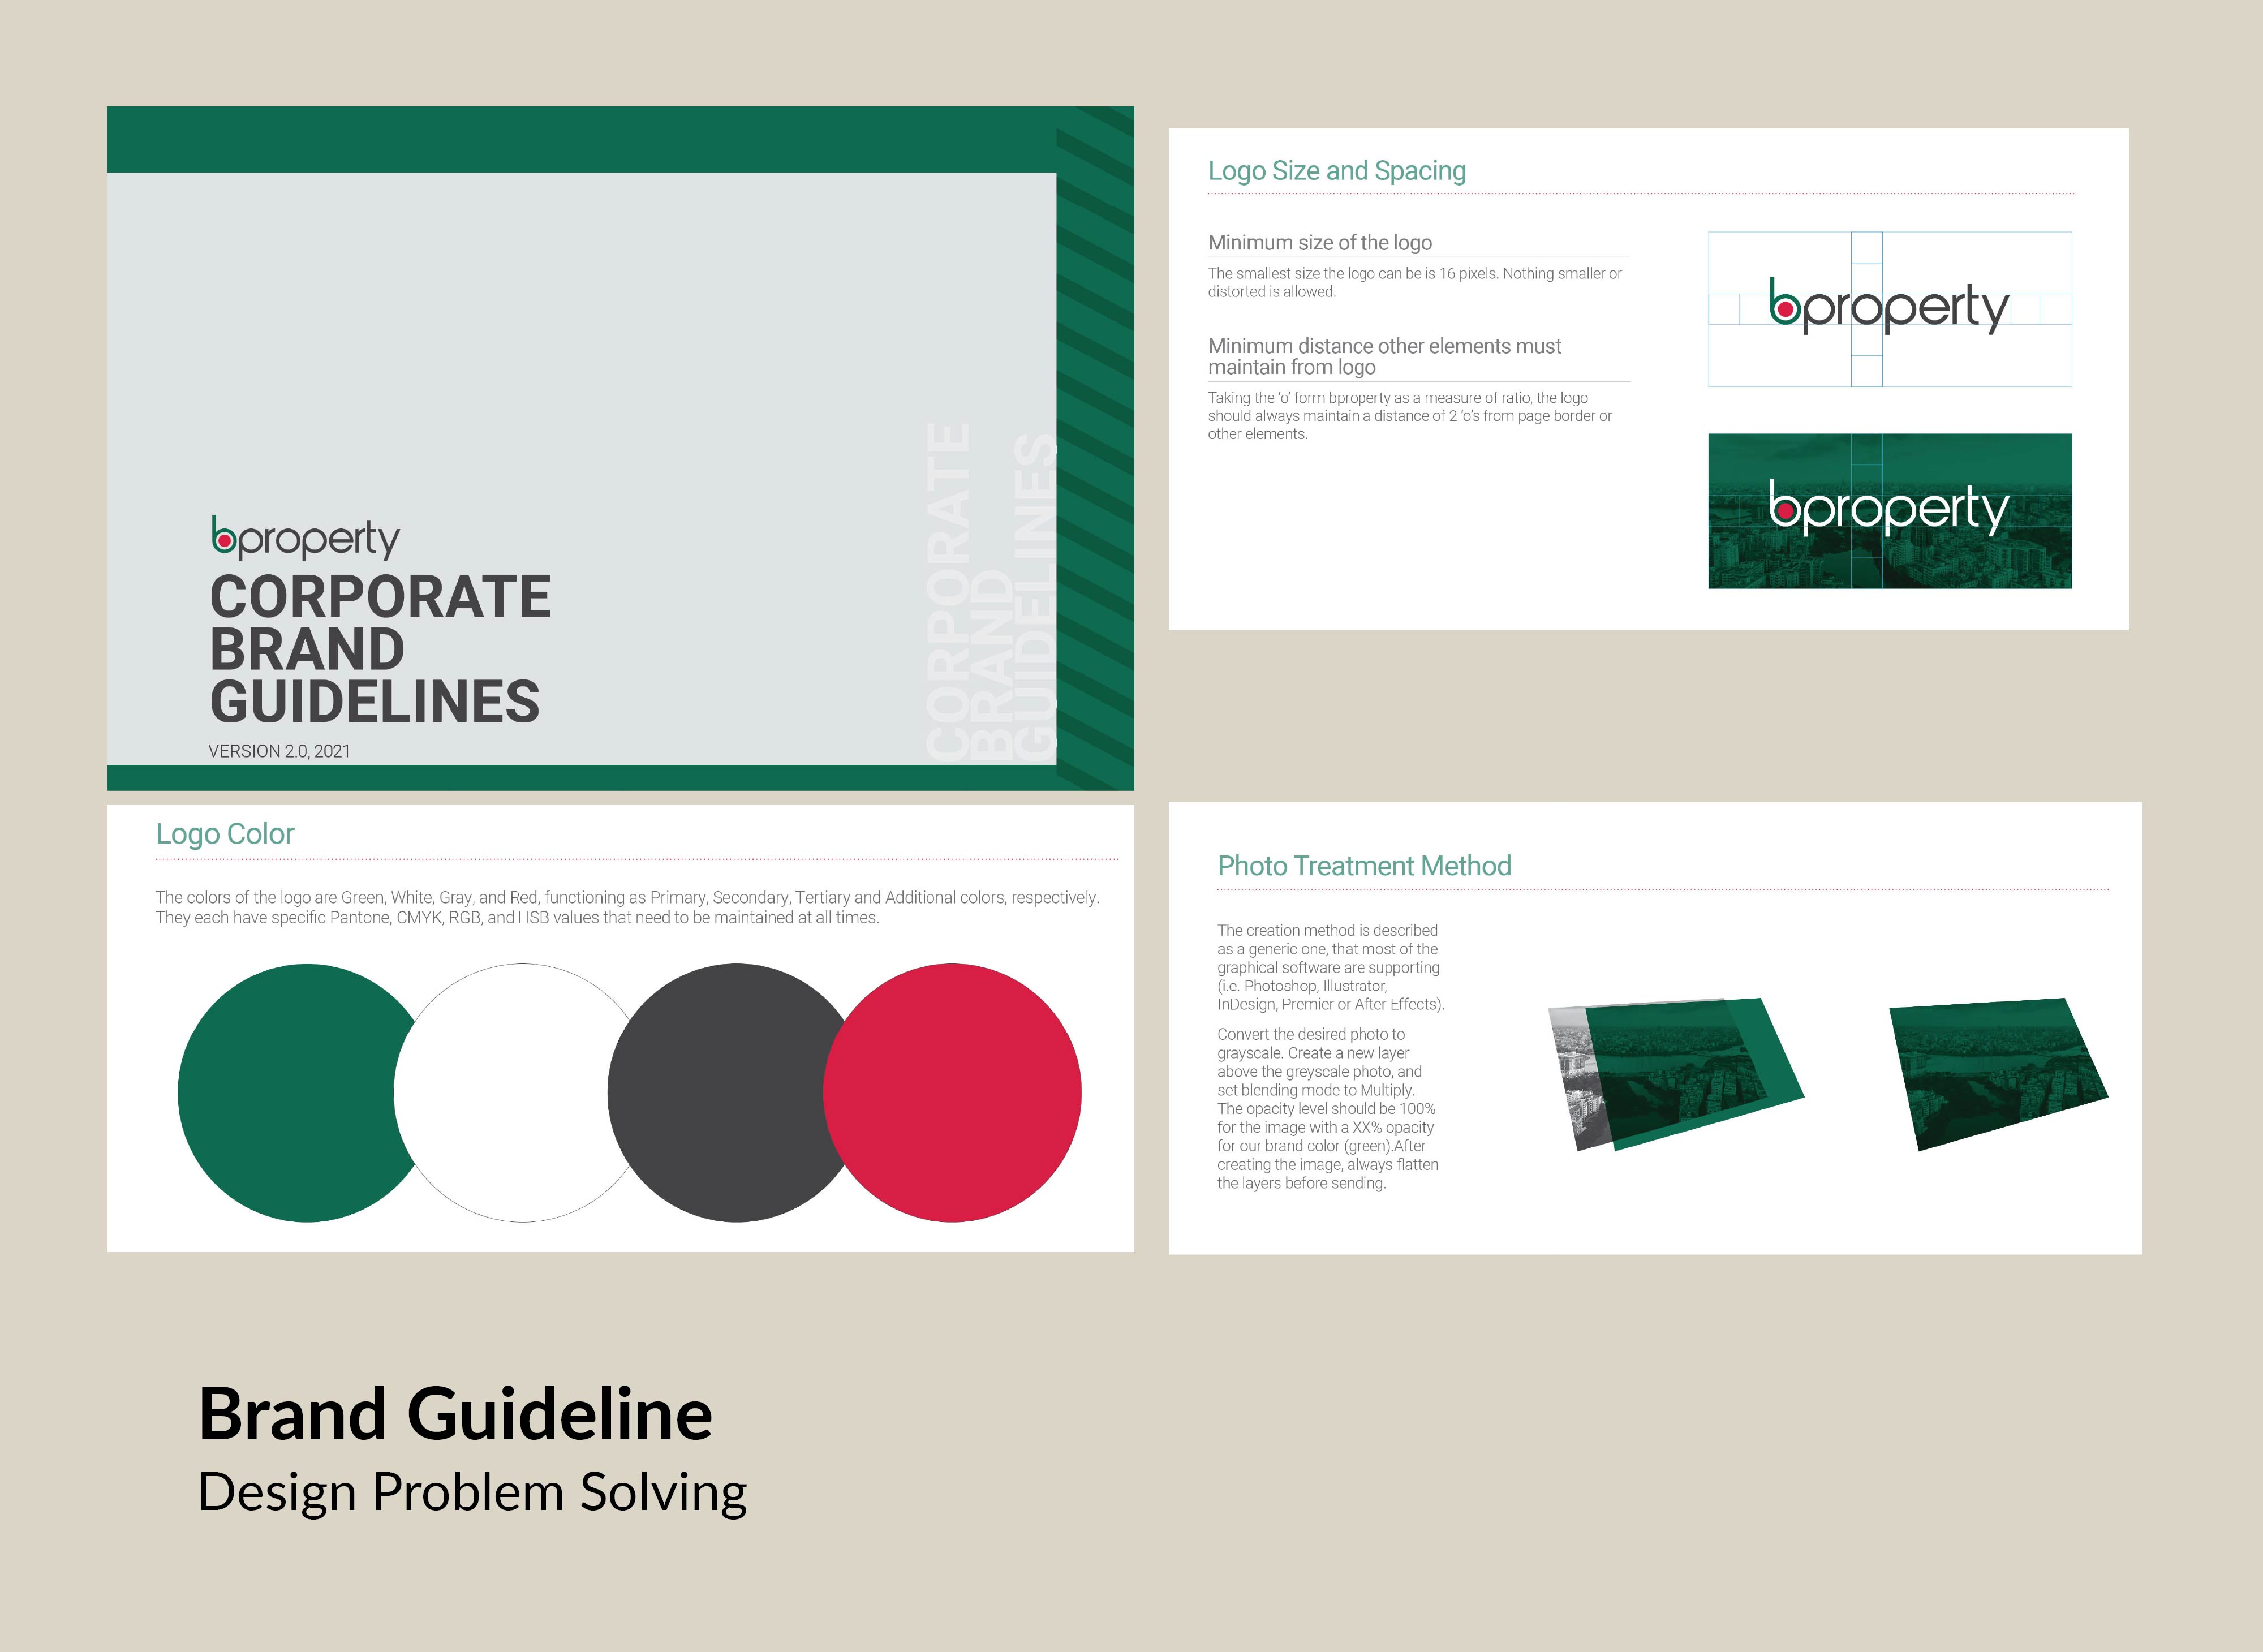 bproperty
CORPORATE
BRAND
GUIDELINES
VERSION 2.0, 2021
CORPORATE
BRAND
GUIDELINES
Logo Size and Spacing
Minimum size of the logo
The smallest size the logo can be is 16 pixels. Nothing smaller or
distorted is allowed.
Minimum distance other elements must
maintain from logo
Taking the ‘o’ form bproperty as a measure of ratio, the logo
should always maintain a distance of 2 ‘o’s from page border or
other elements.
bproperty
bproperty
Logo Color
The colors of the logo are Green, White, Gray, and Red, functioning as Primary, Secondary, Tertiary and Additional colors, respectively.
They each have specific Pantone, CMYK, RGB, and HSB values that need to be maintained at all times.
Photo Treatment Method
The creation method is described
as a generic one, that most of the
graphical software are supporting
(i.e. Photoshop, Illustrator,
InDesign, Premier or After Effects).
Convert the desired photo to
grayscale. Create a new layer
above the greyscale photo, and
set blending mode to Multiply.
The opacity level should be 100%
for the image with a XX% opacity
for our brand color (green).After
creating the image, always flatten
the layers before sending.
Brand Guideline
Design Problem Solving